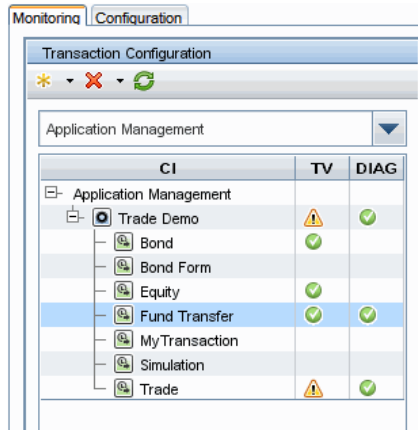 Monitoring Configuration
Transaction Configuration
Application Management
CI TV DIAG
Application Management
Trade Demo
Bond
Bond Form
Equity
Fund Transfer
MyTransaction
Simulation
Trade